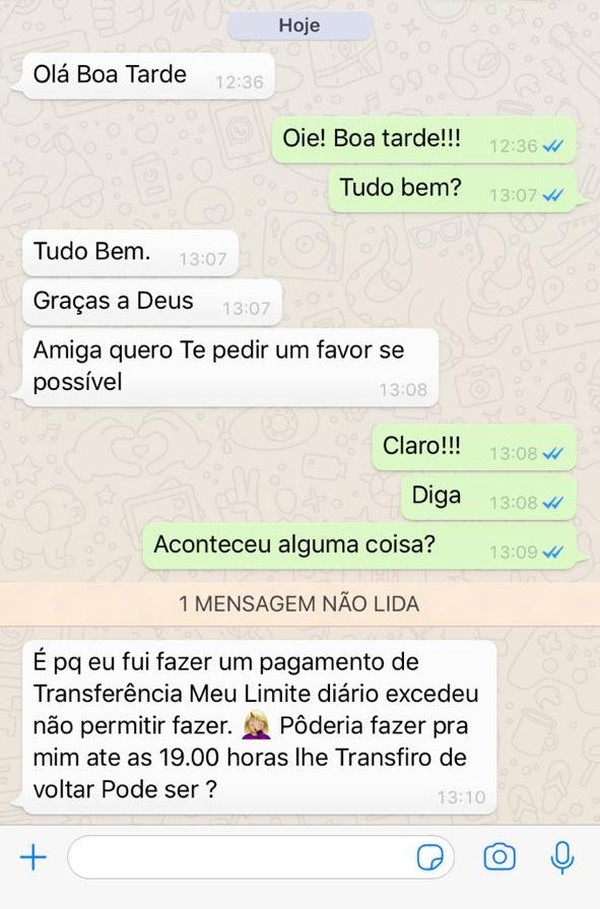 Hoje
Olá Boa Tarde 12:36
Oie! Boa tarde!!! 12:36
Tudo bem? 13:07
Tudo Bem. 13:07
Graças a Deus 13:07
Amiga quero Te pedir um favor se
possível 13:08
Claro!!! 13:08
Diga 13:08
Aconteceu alguma coisa? 13:09
1 MENSAGEM NÃO LIDA
É pq eu fui fazer um pagamento de
Transferência Meu Limite diário excedeu
não permitir fazer. 🤦🏼‍♀️ Pôderia fazer pra
mim ate as 19.00 horas lhe Transfiro de
voltar Pode ser ? 13:10